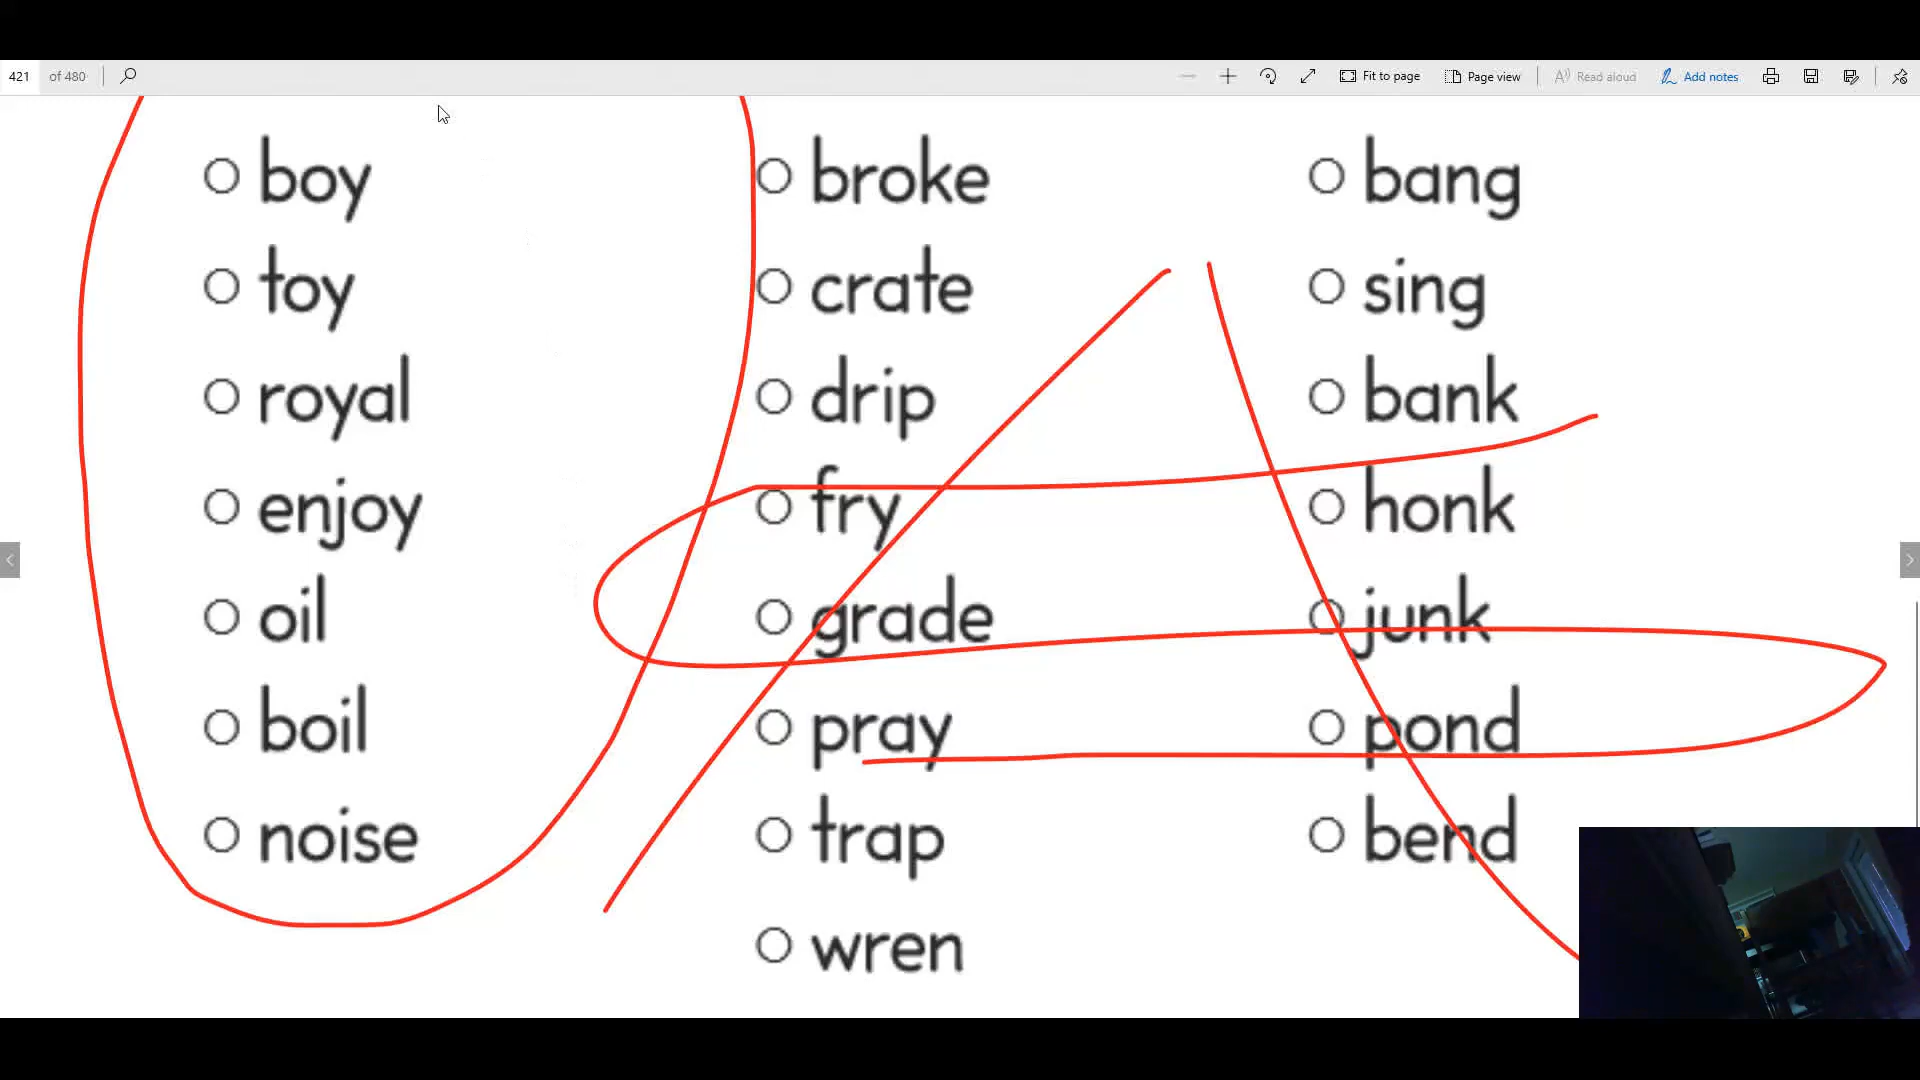 421 of 480 Fit to page Page view Read aloud Add notes
boy broke bang
toy crate sing
royal drip bank
enjoy fry honk
oil grade junk
boil pray pond
noise trap bend
wren